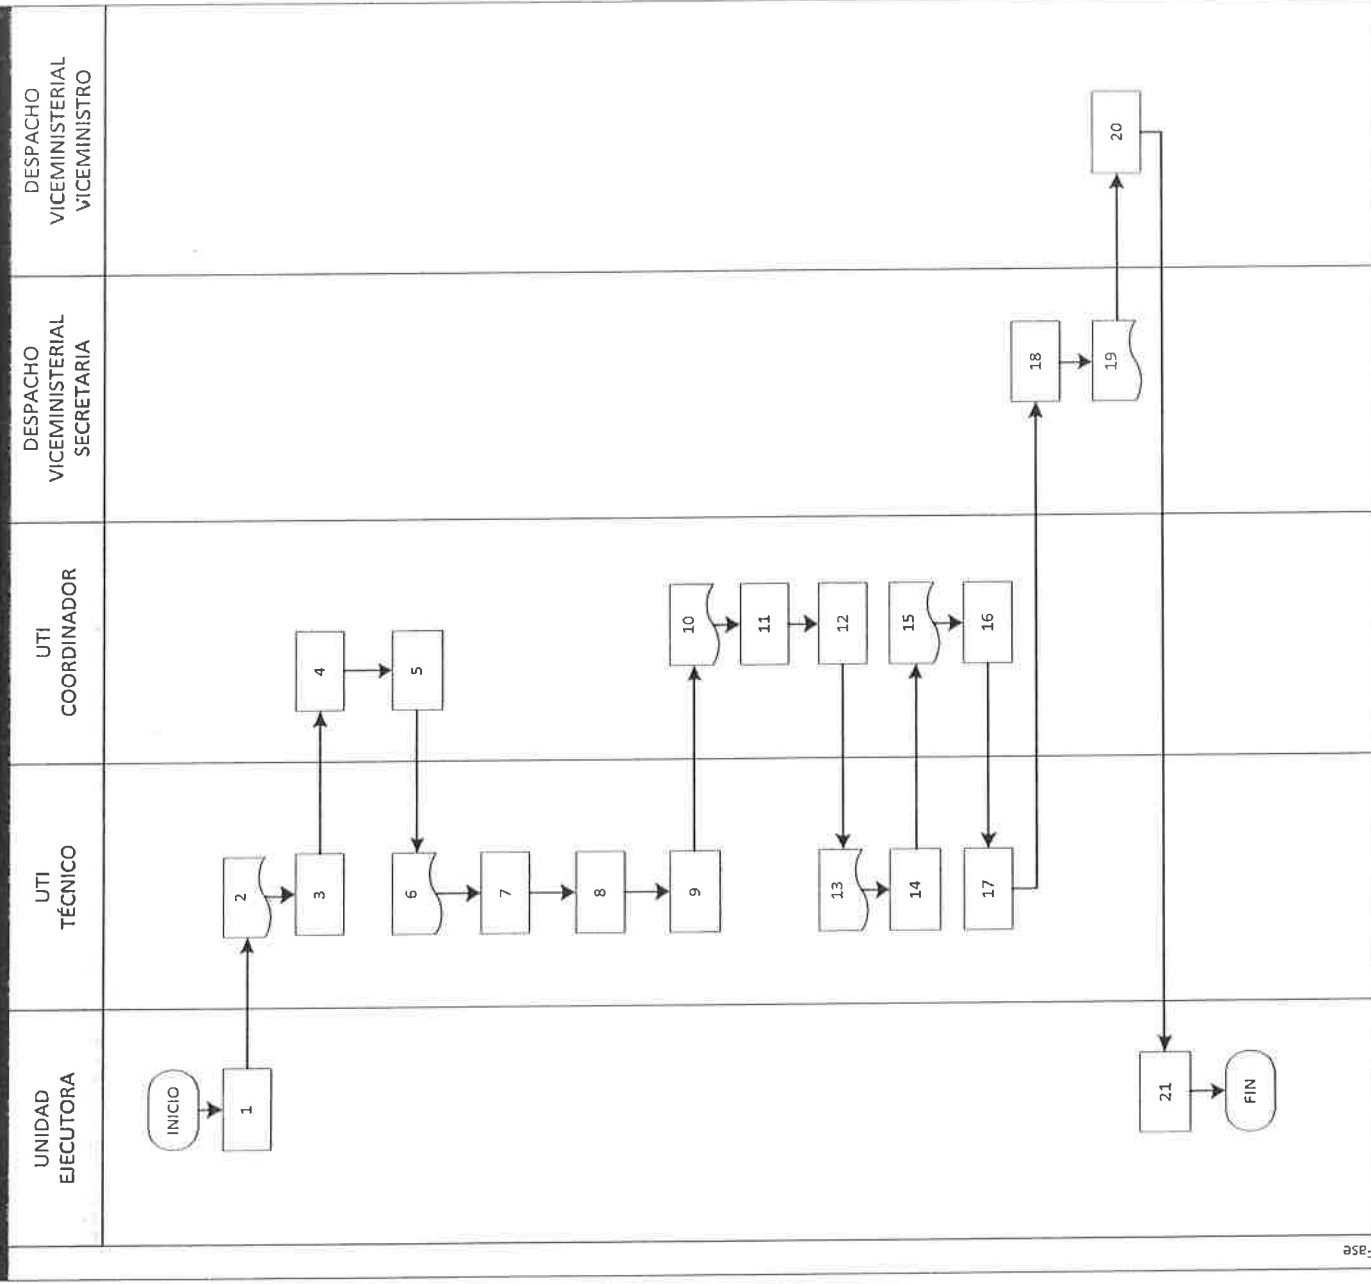 UNIDAD
EJECUTORA
UTI
TÉCNICO
UTI
COORDINADOR
DESPACHO
VICEMINISTERIAL
SECRETARIA
DESPACHO
VICEMINISTERIAL
VICEMINISTRO
INICIO
1
2
3
4
5
6
7
8
9
10
11
12
13
14
15
16
17
18
19
20
21
FIN
Fase